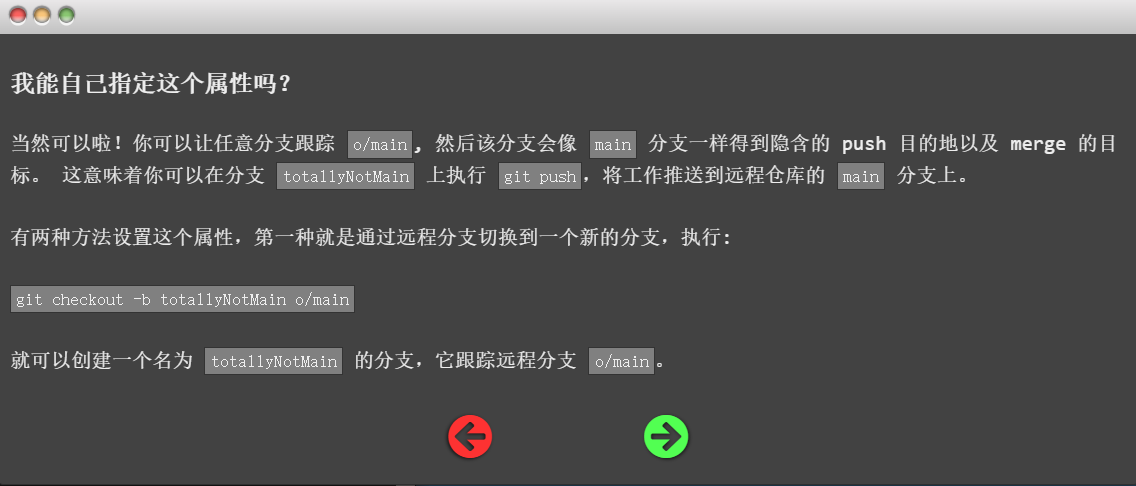 我能自己指定这个属性吗？
当然可以啦！你可以让任意分支跟踪 o/main, 然后该分支会像 main 分支一样得到隐含的 push 目的地以及 merge 的目
标。 这意味着你可以在分支 totallyNotMain 上执行 git push，将工作推送到远程仓库的 main 分支上。
有两种方法设置这个属性，第一种就是通过远程分支切换到一个新的分支，执行:
git checkout -b totallyNotMain o/main
就可以创建一个名为 totallyNotMain 的分支，它跟踪远程分支 o/main。